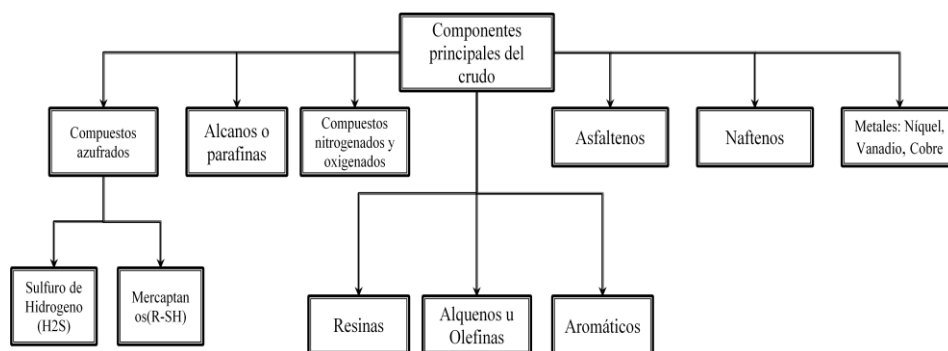 Componentes
principales del
crudo
Compuestos
azufrados
Alcanos o
parafinas
Compuestos
nitrogenados y
oxigenados
Asfaltenos
Naftenos
Metales: Níquel,
Vanadio, Cobre
Sulfuro de
Hidrogeno
(H2S)
Mercaptan
os(R-SH)
Resinas
Alquenos u
Olefinas
Aromáticos